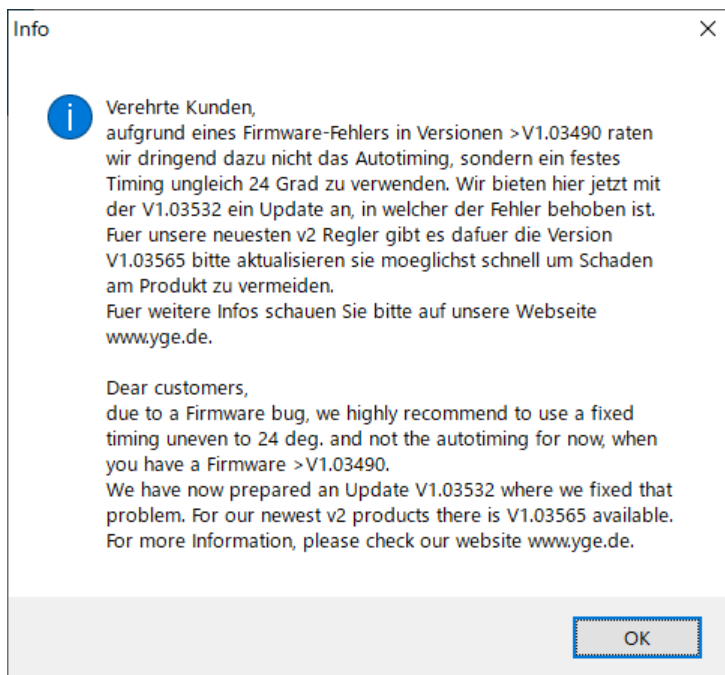 Info
Verehrte Kunden,
aufgrund eines Firmware-Fehlers in Versionen >V1.03490 raten
wir dringend dazu nicht das Autotiming, sondern ein festes
Timing ungleich 24 Grad zu verwenden. Wir bieten hier jetzt mit
der V1.03532 ein Update an, in welcher der Fehler behoben ist.
Fuer unsere neuesten v2 Regler gibt es dafuer die Version
V1.03565 bitte aktualisieren sie moeglichst schnell um Schaden
am Produkt zu vermeiden.
Fuer weitere Infos schauen Sie bitte auf unsere Webseite
www.yge.de.
Dear customers,
due to a Firmware bug, we highly recommend to use a fixed
timing uneven to 24 deg. and not the autotiming for now, when
you have a Firmware >V1.03490.
We have now prepared an Update V1.03532 where we fixed that
problem. For our newest v2 products there is V1.03565 available.
For more Information, please check our website www.yge.de.
OK